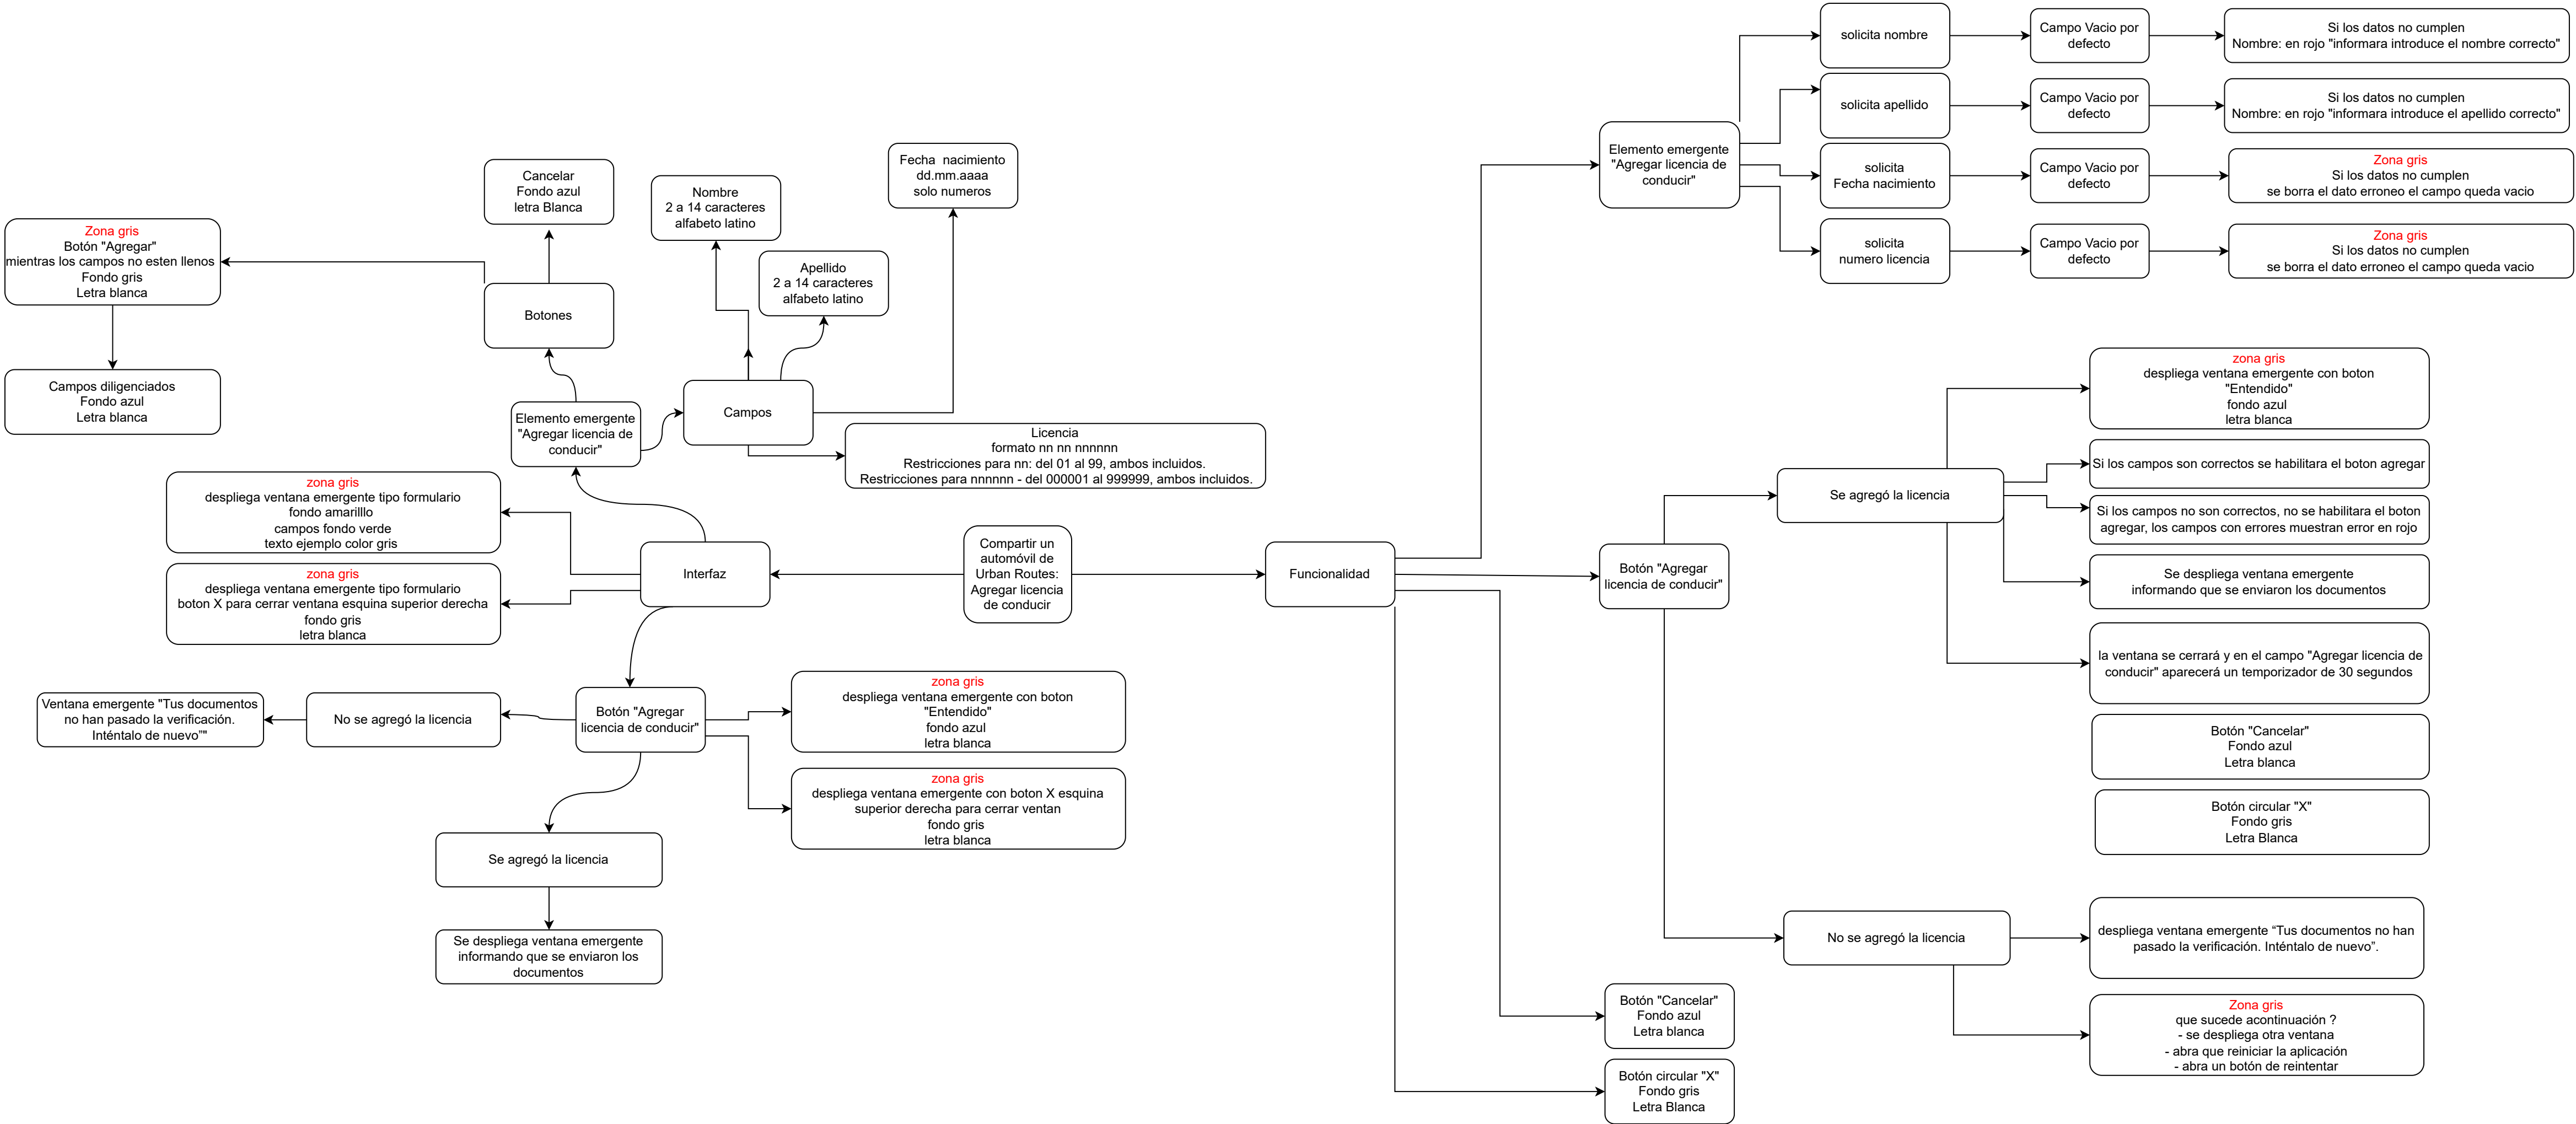 solicita nombre
Campo Vacio por
defecto
Si los datos no cumplen
Nombre: en rojo "informara introduce el nombre correcto"
solicita apellido
Campo Vacio por
defecto
Si los datos no cumplen
Nombre: en rojo "informara introduce el apellido correcto"
Elemento emergente
"Agregar licencia de
conducir"
solicita
Fecha nacimiento
Campo Vacio por
defecto
Zona gris
Si los datos no cumplen
se borra el dato erroneo el campo queda vacio
solicita
numero licencia
Campo Vacio por
defecto
Zona gris
Si los datos no cumplen
se borra el dato erroneo el campo queda vacio
Fecha  nacimiento
dd.mm.aaaa
solo numeros
Cancelar
Fondo azul
letra Blanca
Nombre
2 a 14 caracteres
alfabeto latino
Apellido
2 a 14 caracteres
alfabeto latino
Zona gris
Botón "Agregar"
mientras los campos no esten llenos
Fondo gris
Letra blanca
Botones
Campos diligenciados
Fondo azul
Letra blanca
Elemento emergente
"Agregar licencia de
conducir"
Campos
Licencia
formato nn nn nnnnnn
Restricciones para nn: del 01 al 99, ambos incluidos.
Restricciones para nnnnnn - del 000001 al 999999, ambos incluidos.
zona gris
despliega ventana emergente tipo formulario
fondo amarilllo
campos fondo verde
texto ejemplo color gris
zona gris
despliega ventana emergente tipo formulario
boton X para cerrar ventana esquina superior derecha
fondo gris
letra blanca
Interfaz
Compartir un
automóvil de
Urban Routes:
Agregar licencia
de conducir
Funcionalidad
Botón "Agregar
licencia de conducir"
Se agregó la licencia
zona gris
despliega ventana emergente con boton
"Entendido"
fondo azul
letra blanca
Si los campos son correctos se habilitara el boton agregar
Si los campos no son correctos, no se habilitara el boton
agregar, los campos con errores muestran error en rojo
Se despliega ventana emergente
informando que se enviaron los documentos
la ventana se cerrará y en el campo "Agregar licencia de
conducir" aparecerá un temporizador de 30 segundos
Botón "Cancelar"
Fondo azul
Letra blanca
Botón circular "X"
Fondo gris
Letra Blanca
Ventana emergente "Tus documentos
no han pasado la verificación.
Inténtalo de nuevo”"
No se agregó la licencia
Botón "Agregar
licencia de conducir"
zona gris
despliega ventana emergente con boton
"Entendido"
fondo azul
letra blanca
zona gris
despliega ventana emergente con boton X esquina
superior derecha para cerrar ventan
fondo gris
letra blanca
Se agregó la licencia
Se despliega ventana emergente
informando que se enviaron los
documentos
No se agregó la licencia
despliega ventana emergente “Tus documentos no han
pasado la verificación. Inténtalo de nuevo”.
Zona gris
que sucede acontinuación ?
- se despliega otra ventana
- abra que reiniciar la aplicación
- abra un botón de reintentar
Botón "Cancelar"
Fondo azul
Letra blanca
Botón circular "X"
Fondo gris
Letra Blanca